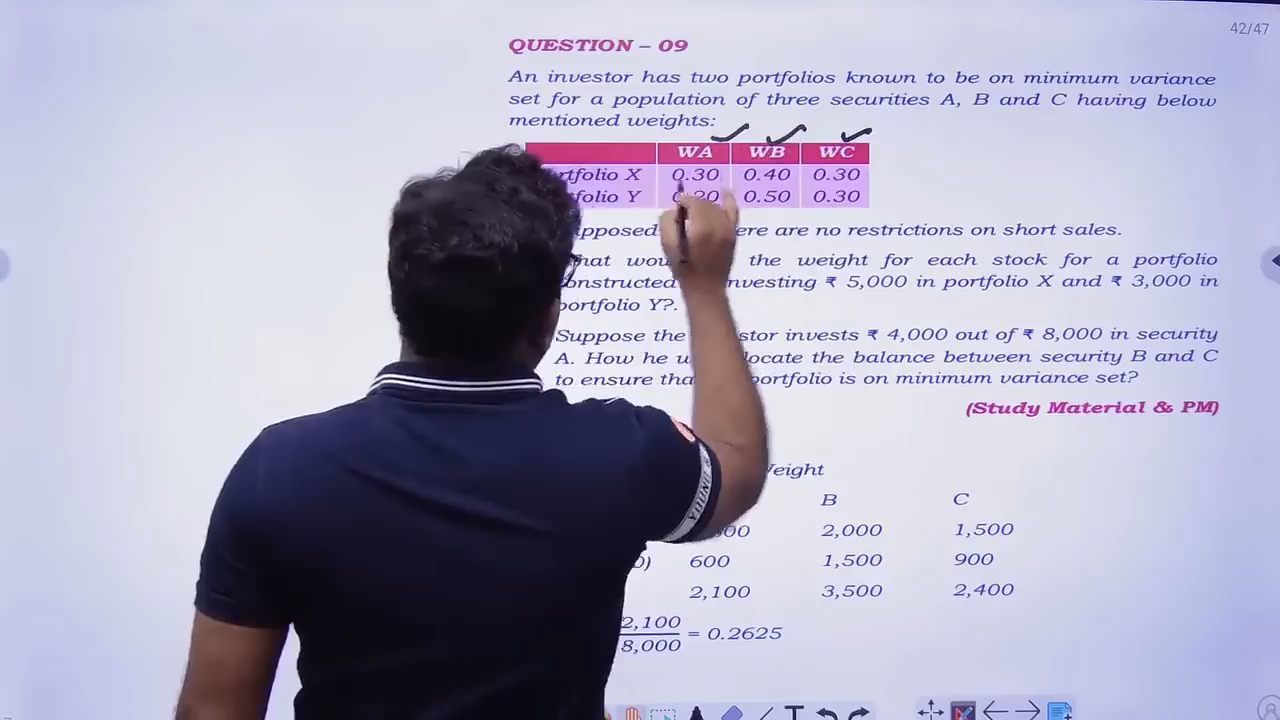 42/47
QUESTION – 09
An investor has two portfolios known to be on minimum variance
set for a population of three securities A, B and C having below
mentioned weights:
WA WB WC
rtfolio X 0.30 0.40 0.30
folio Y 0.20 0.50 0.30
pposed ere are no restrictions on short sales.
hat wou the weight for each stock for a portfolio
onstructed nvesting ₹ 5,000 in portfolio X and ₹ 3,000 in
portfolio Y?.
Suppose the stor invests ₹ 4,000 out of ₹ 8,000 in security
A. How he w locate the balance between security B and C
to ensure tha portfolio is on minimum variance set?
(Study Material & PM)
Weight
B C
00 2,000 1,500
600 1,500 900
2,100 3,500 2,400
2,100
8,000 = 0.2625
YOUNG